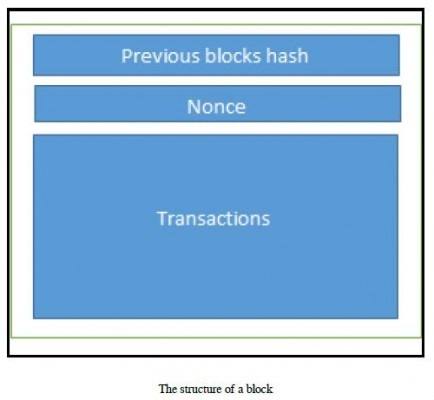 Previous blocks hash
Nonce
Transactions
The structure of a block